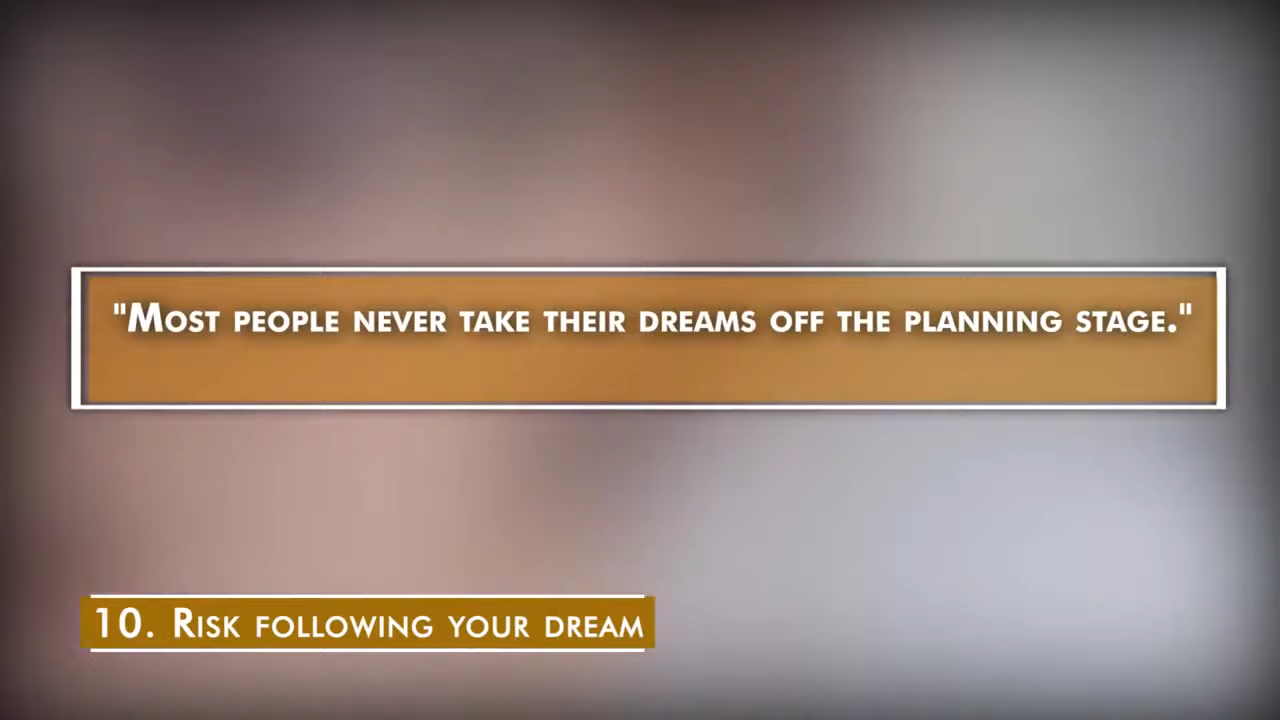 "Most people never take their dreams off the planning stage."
10. Risk following your dream